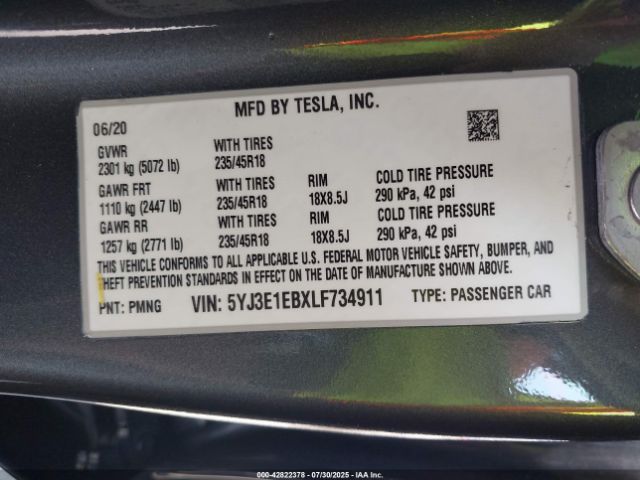 MFD BY TESLA, INC.
06/20
GVWR WITH TIRES
2301 kg (5072 lb) 235/45R18
GAWR FRT WITH TIRES RIM COLD TIRE PRESSURE
1110 kg (2447 lb) 235/45R18 18X8.5J 290 kPa, 42 psi
GAWR RR WITH TIRES RIM COLD TIRE PRESSURE
1257 kg (2771 lb) 235/45R18 18X8.5J 290 kPa, 42 psi
THIS VEHICLE CONFORMS TO ALL APPLICABLE U.S. FEDERAL MOTOR VEHICLE SAFETY, BUMPER, AND
THEFT PREVENTION STANDARDS IN EFFECT ON THE DATE OF MANUFACTURE SHOWN ABOVE.
PNT: PMNG VIN: 5YJ3E1EBXLF734911 TYPE: PASSENGER CAR
000-42822378 - 07/30/2025 - IAA Inc.